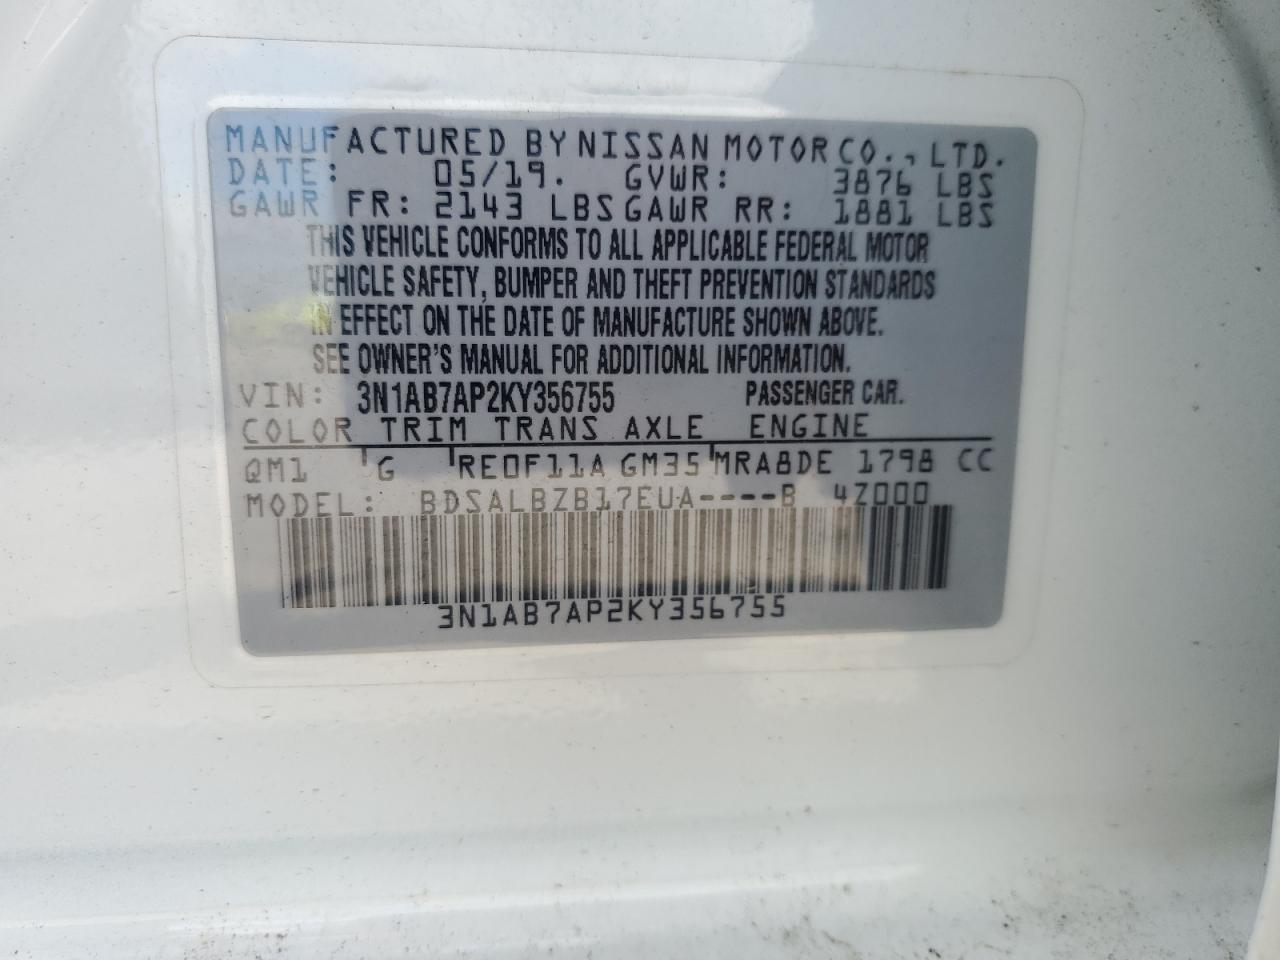 MANUFACTURED BY NISSAN MOTOR CO., LTD.
DATE: 05/19. GVWR: 3876 LBS
GAWR FR: 2143 LBS GAWR RR: 1881 LBS
THIS VEHICLE CONFORMS TO ALL APPLICABLE FEDERAL MOTOR
VEHICLE SAFETY, BUMPER AND THEFT PREVENTION STANDARDS
IN EFFECT ON THE DATE OF MANUFACTURE SHOWN ABOVE.
SEE OWNER'S MANUAL FOR ADDITIONAL INFORMATION.
VIN: 3N1AB7AP2KY356755 PASSENGER CAR.
COLOR TRIM TRANS AXLE ENGINE
QM1 G RE0F11A GM35 MRA8DE 1798 CC
MODEL: BDSALBZB17EUA----B 4Z000
3N1AB7AP2KY356755